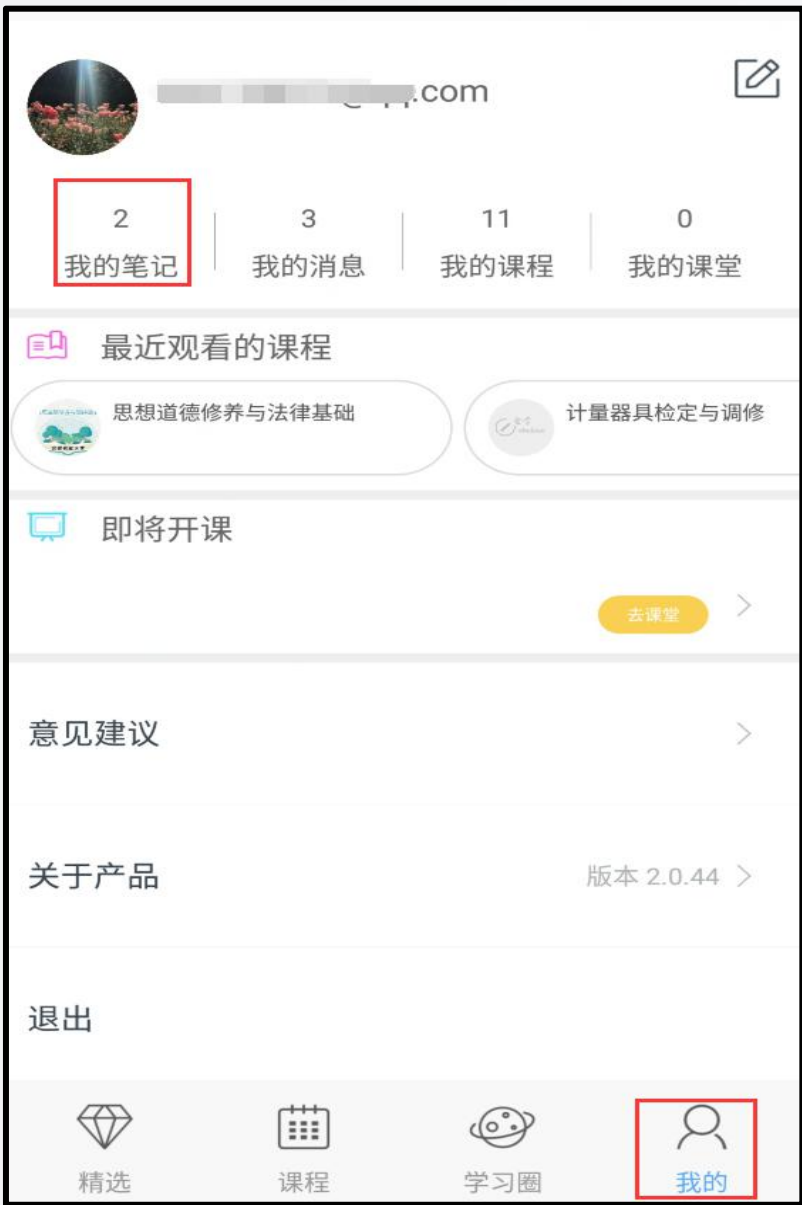 .com
2
3
11
0
我的笔记
我的消息
我的课程
我的课堂
最近观看的课程
思想道德修养与法律基础
计量器具检定与调修
即将开课
去课堂
意见建议
关于产品
版本 2.0.44
退出
精选
课程
学习圈
我的